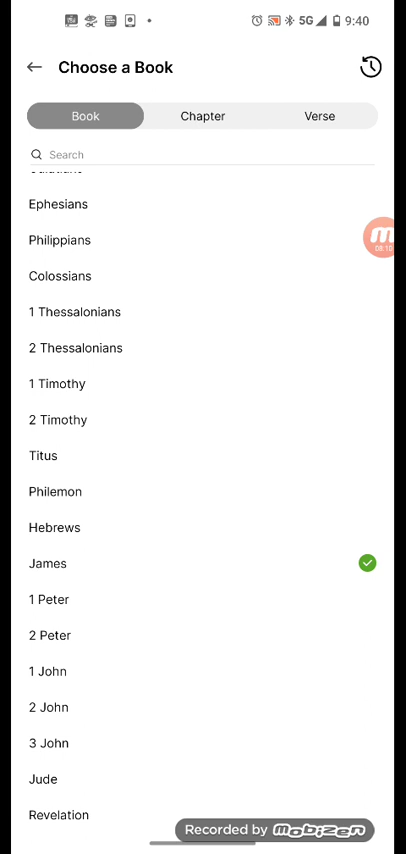 5G 9:40
Choose a Book
Book Chapter Verse
Search
Ephesians
Philippians
Colossians
1 Thessalonians
2 Thessalonians
1 Timothy
2 Timothy
Titus
Philemon
Hebrews
James
1 Peter
2 Peter
1 John
2 John
3 John
Jude
Revelation
Recorded by mobizen